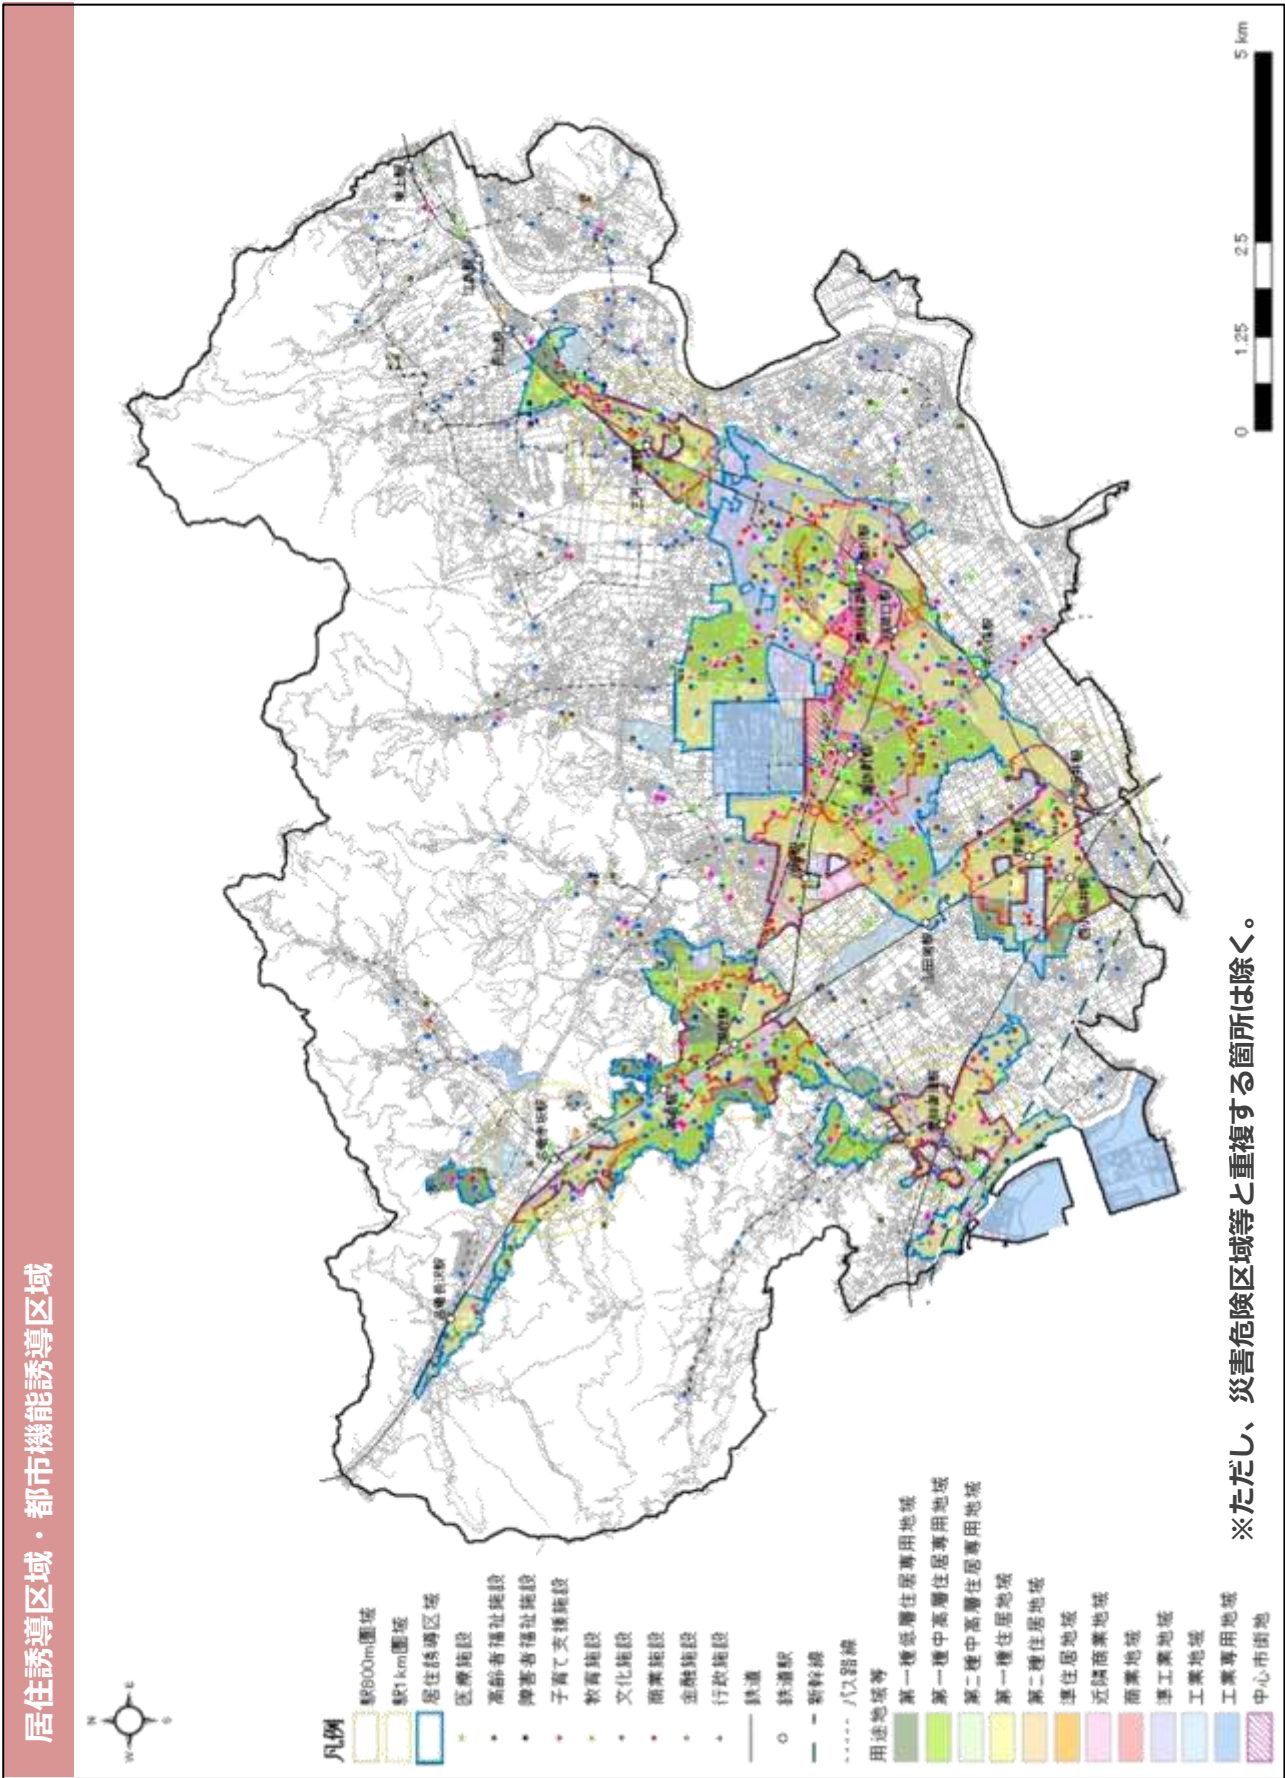 居住誘導区域・都市機能誘導区域
N
W
E
S
凡例
駅800m圏域
駅1km圏域
居住誘導区域
医療施設
高齢者福祉施設
障害者福祉施設
子育て支援施設
教育施設
文化施設
商業施設
金融施設
行政施設
鉄道
鉄道駅
新幹線
バス路線
用途地域等
第一種低層住居専用地域
第一種中高層住居専用地域
第二種中高層住居専用地域
第一種住居地域
第二種住居地域
準住居地域
近隣商業地域
商業地域
準工業地域
工業地域
工業専用地域
中心市街地
0 1.25 2.5 5 km
※ただし、災害危険区域等と重複する箇所は除く。